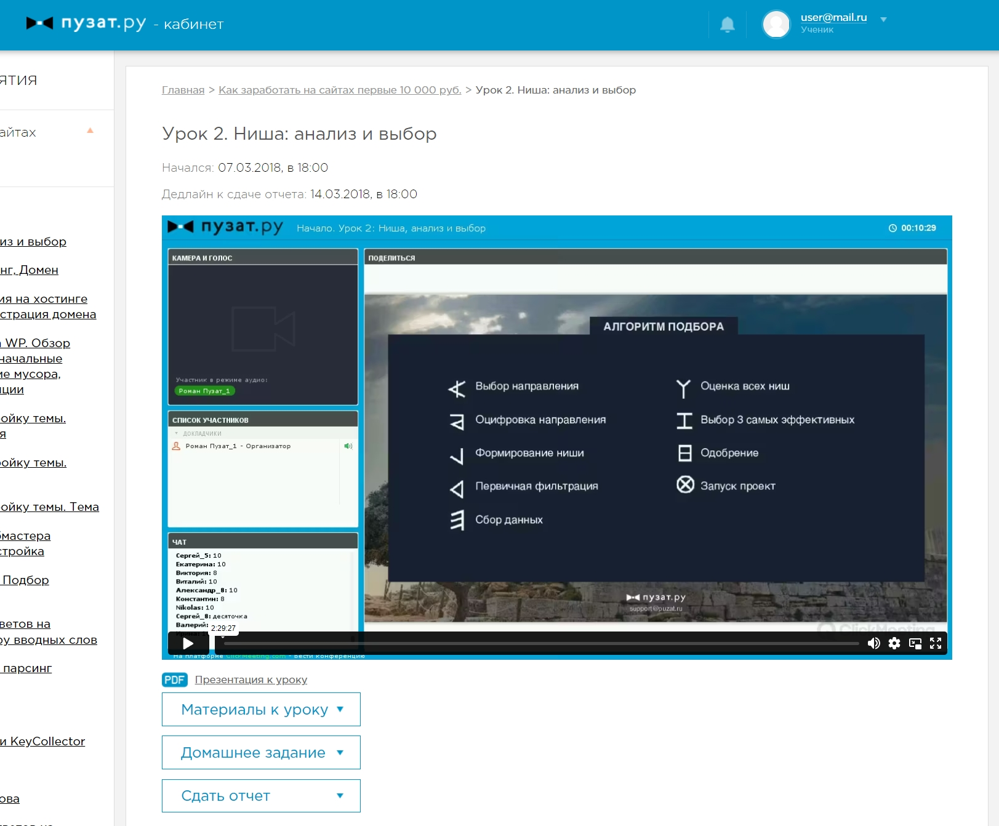 пузат.ру - кабинет
user@mail.ru
Ученик
ятия
айтах
из и выбор
нг, Домен
ия на хостинге
страция домена
WP. Обзор
начальные
ие мусора,
ции
ойку темы.
я
ойку темы.
ойку темы. Тема
мастера
стройка
Подбор
ветов на
ру вводных слов
парсинг
и KeyCollector
ова
Главная > Как заработать на сайтах первые 10 000 руб. > Урок 2. Ниша: анализ и выбор
Урок 2. Ниша: анализ и выбор
Начался: 07.03.2018, в 18:00
Дедлайн к сдаче отчета: 14.03.2018, в 18:00
пузат.ру Начало. Урок 2: Ниша, анализ и выбор 00:10:29
КАМЕРА И ГОЛОС
Участник в режиме аудио:
Роман Пузат_1
СПИСОК УЧАСТНИКОВ
ДОКЛАДЧИКИ
Роман Пузат_1 - Организатор
ЧАТ
Сергей_5: 10
Екатерина: 10
Виктория: 8
Виталий: 10
Александр_8: 10
Константин: 8
Nikolas: 10
Сергей_8: десяточка
Валерий:
2:29:27
На платформе ClickMeeting.com - Вести конференцию
ПОДЕЛИТЬСЯ
АЛГОРИТМ ПОДБОРА
Выбор направления
Оцифровка направления
Формирование ниши
Первичная фильтрация
Сбор данных
Оценка всех ниш
Выбор 3 самых эффективных
Одобрение
Запуск проект
пузат.ру
support@puzat.ru
ClickMeeting
PDF Презентация к уроку
Материалы к уроку
Домашнее задание
Сдать отчет